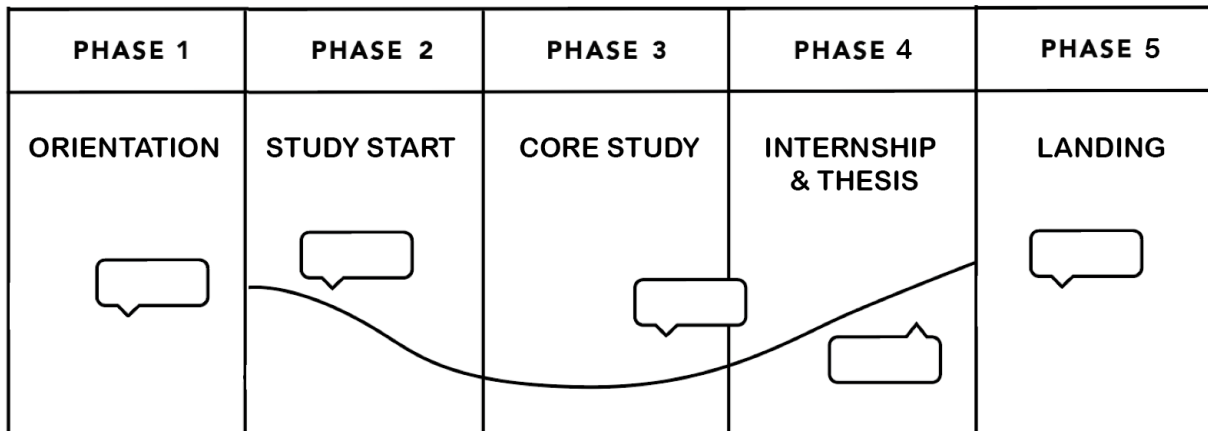 PHASE 1
PHASE 2
PHASE 3
PHASE 4
PHASE 5
ORIENTATION
STUDY START
CORE STUDY
INTERNSHIP
& THESIS
LANDING